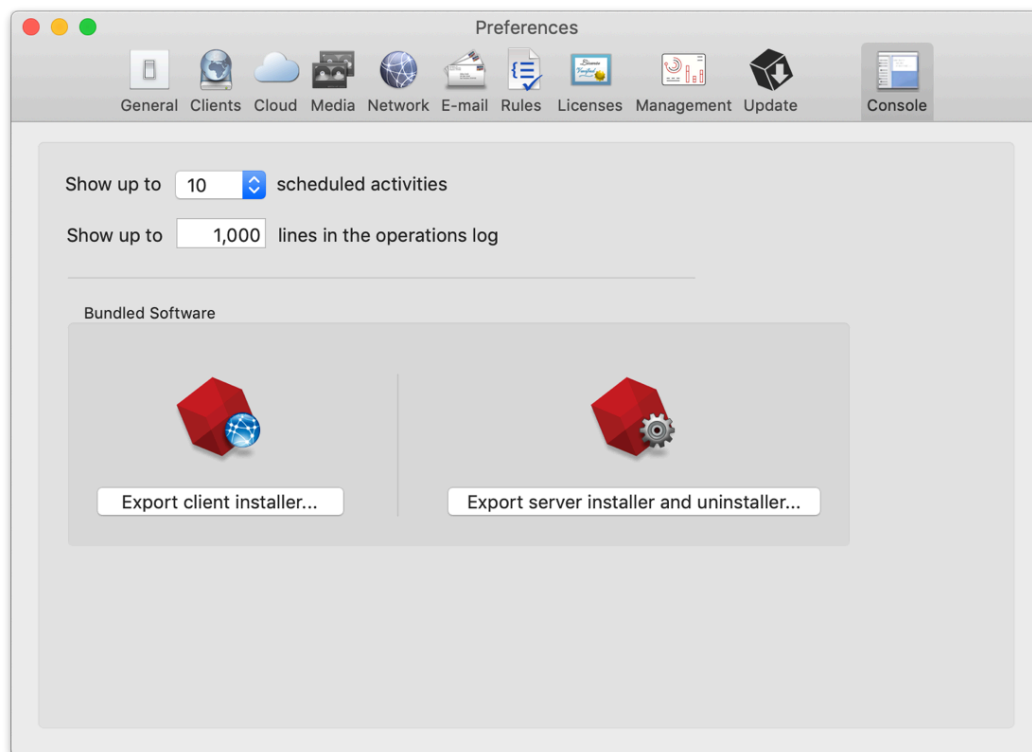 Preferences
General Clients Cloud Media Network E-mail Rules Licenses Management Update Console
Show up to 10 scheduled activities
Show up to 1,000 lines in the operations log
Bundled Software
Export client installer... Export server installer and uninstaller...